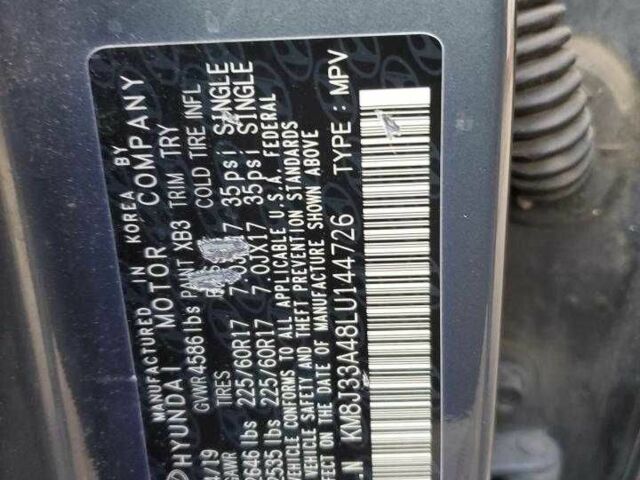 MANUFACTURED IN KOREA BY
HYUNDAI MOTOR COMPANY
4/19 GVWR 4586 lbs PAINT XB3 TRIM TRY
GAWR TIRES COLD TIRE INFL
2646 lbs 225/60R17 7.0JX17 35psi SINGLE
2535 lbs 225/60R17 7.0JX17 35psi SINGLE
VEHICLE CONFORMS TO ALL APPLICABLE U.S.A. FEDERAL
VEHICLE SAFETY AND THEFT PREVENTION STANDARDS
ON THE DATE OF MANUFACTURE SHOWN ABOVE
.N KM8J33A48LU144726 TYPE : MPV